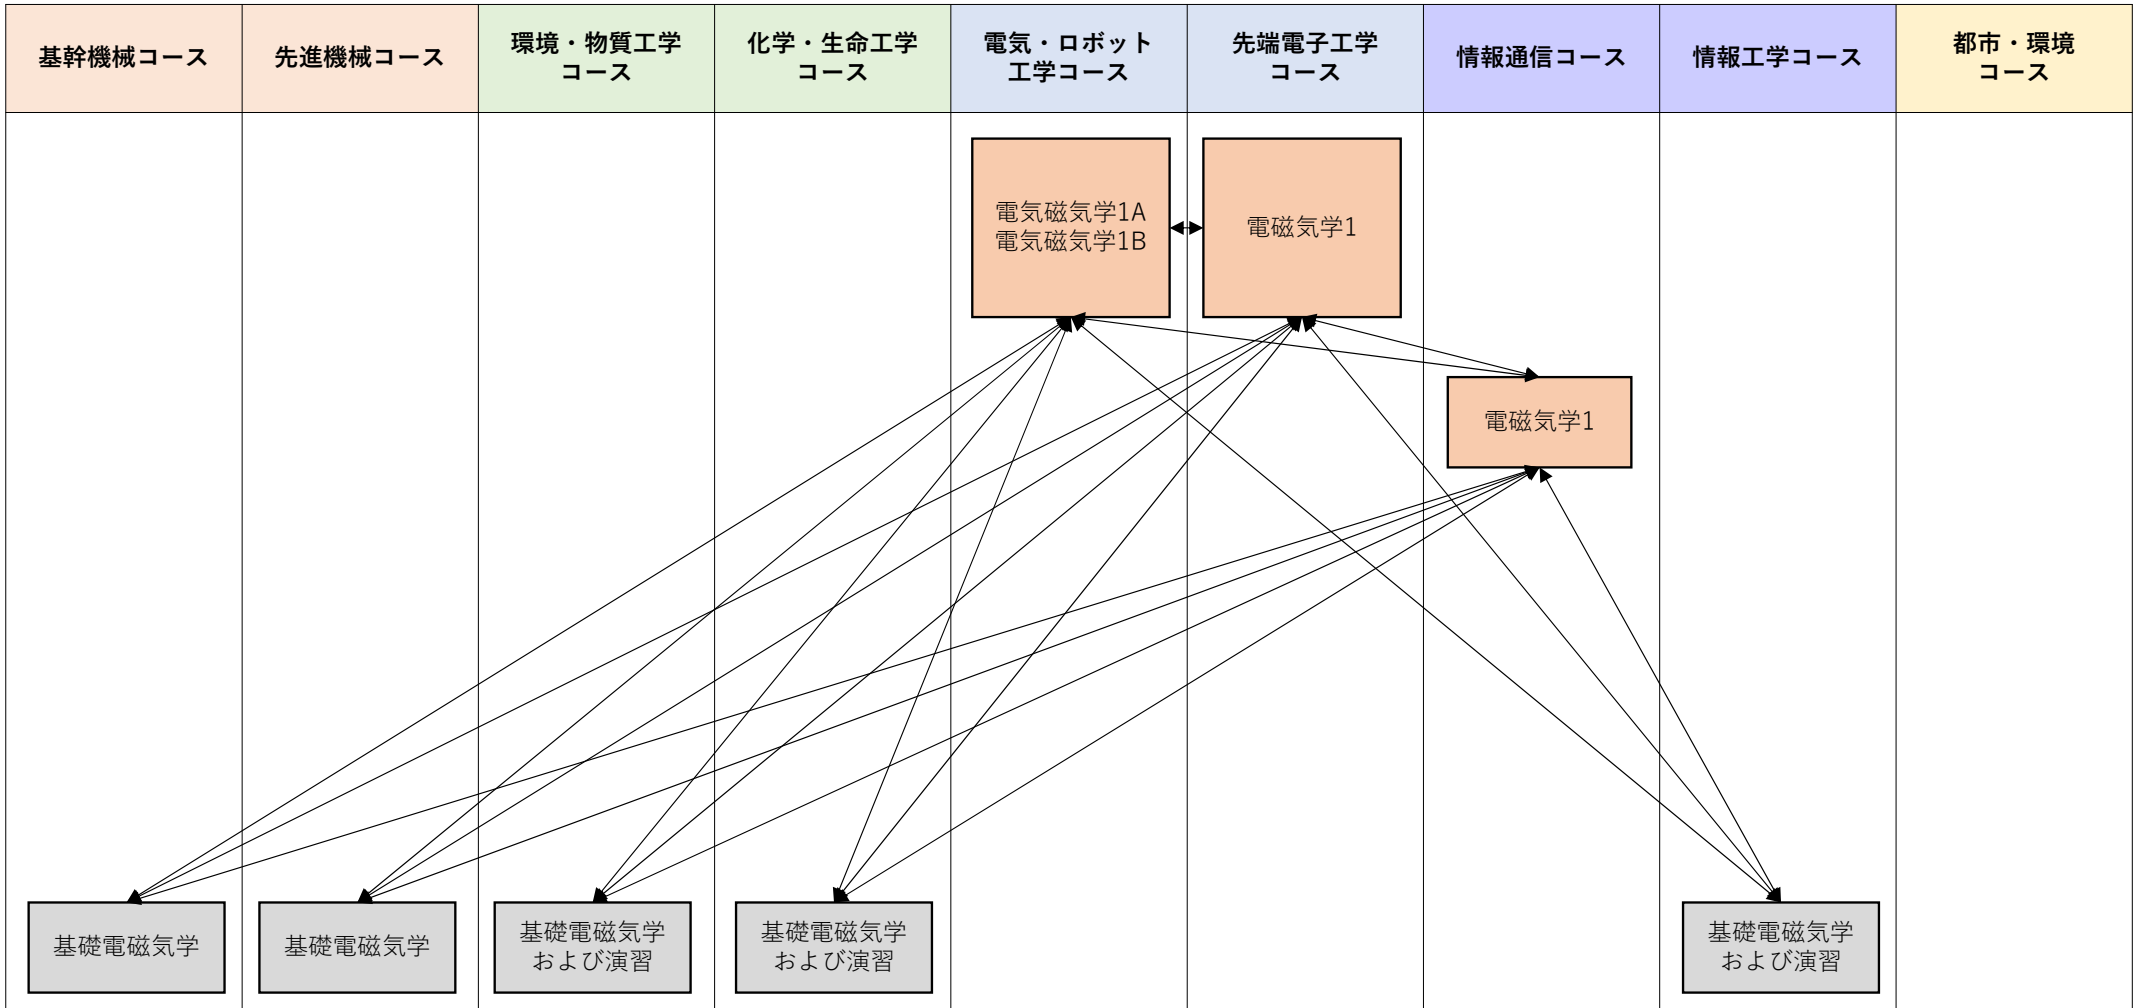 基幹機械コース
先進機械コース
環境・物質工学
コース
化学・生命工学
コース
電気・ロボット
工学コース
先端電子工学
コース
情報通信コース
情報工学コース
都市・環境
コース
電気磁気学1A
電気磁気学1B
電磁気学1
電磁気学1
基礎電磁気学
基礎電磁気学
基礎電磁気学
および演習
基礎電磁気学
および演習
基礎電磁気学
および演習